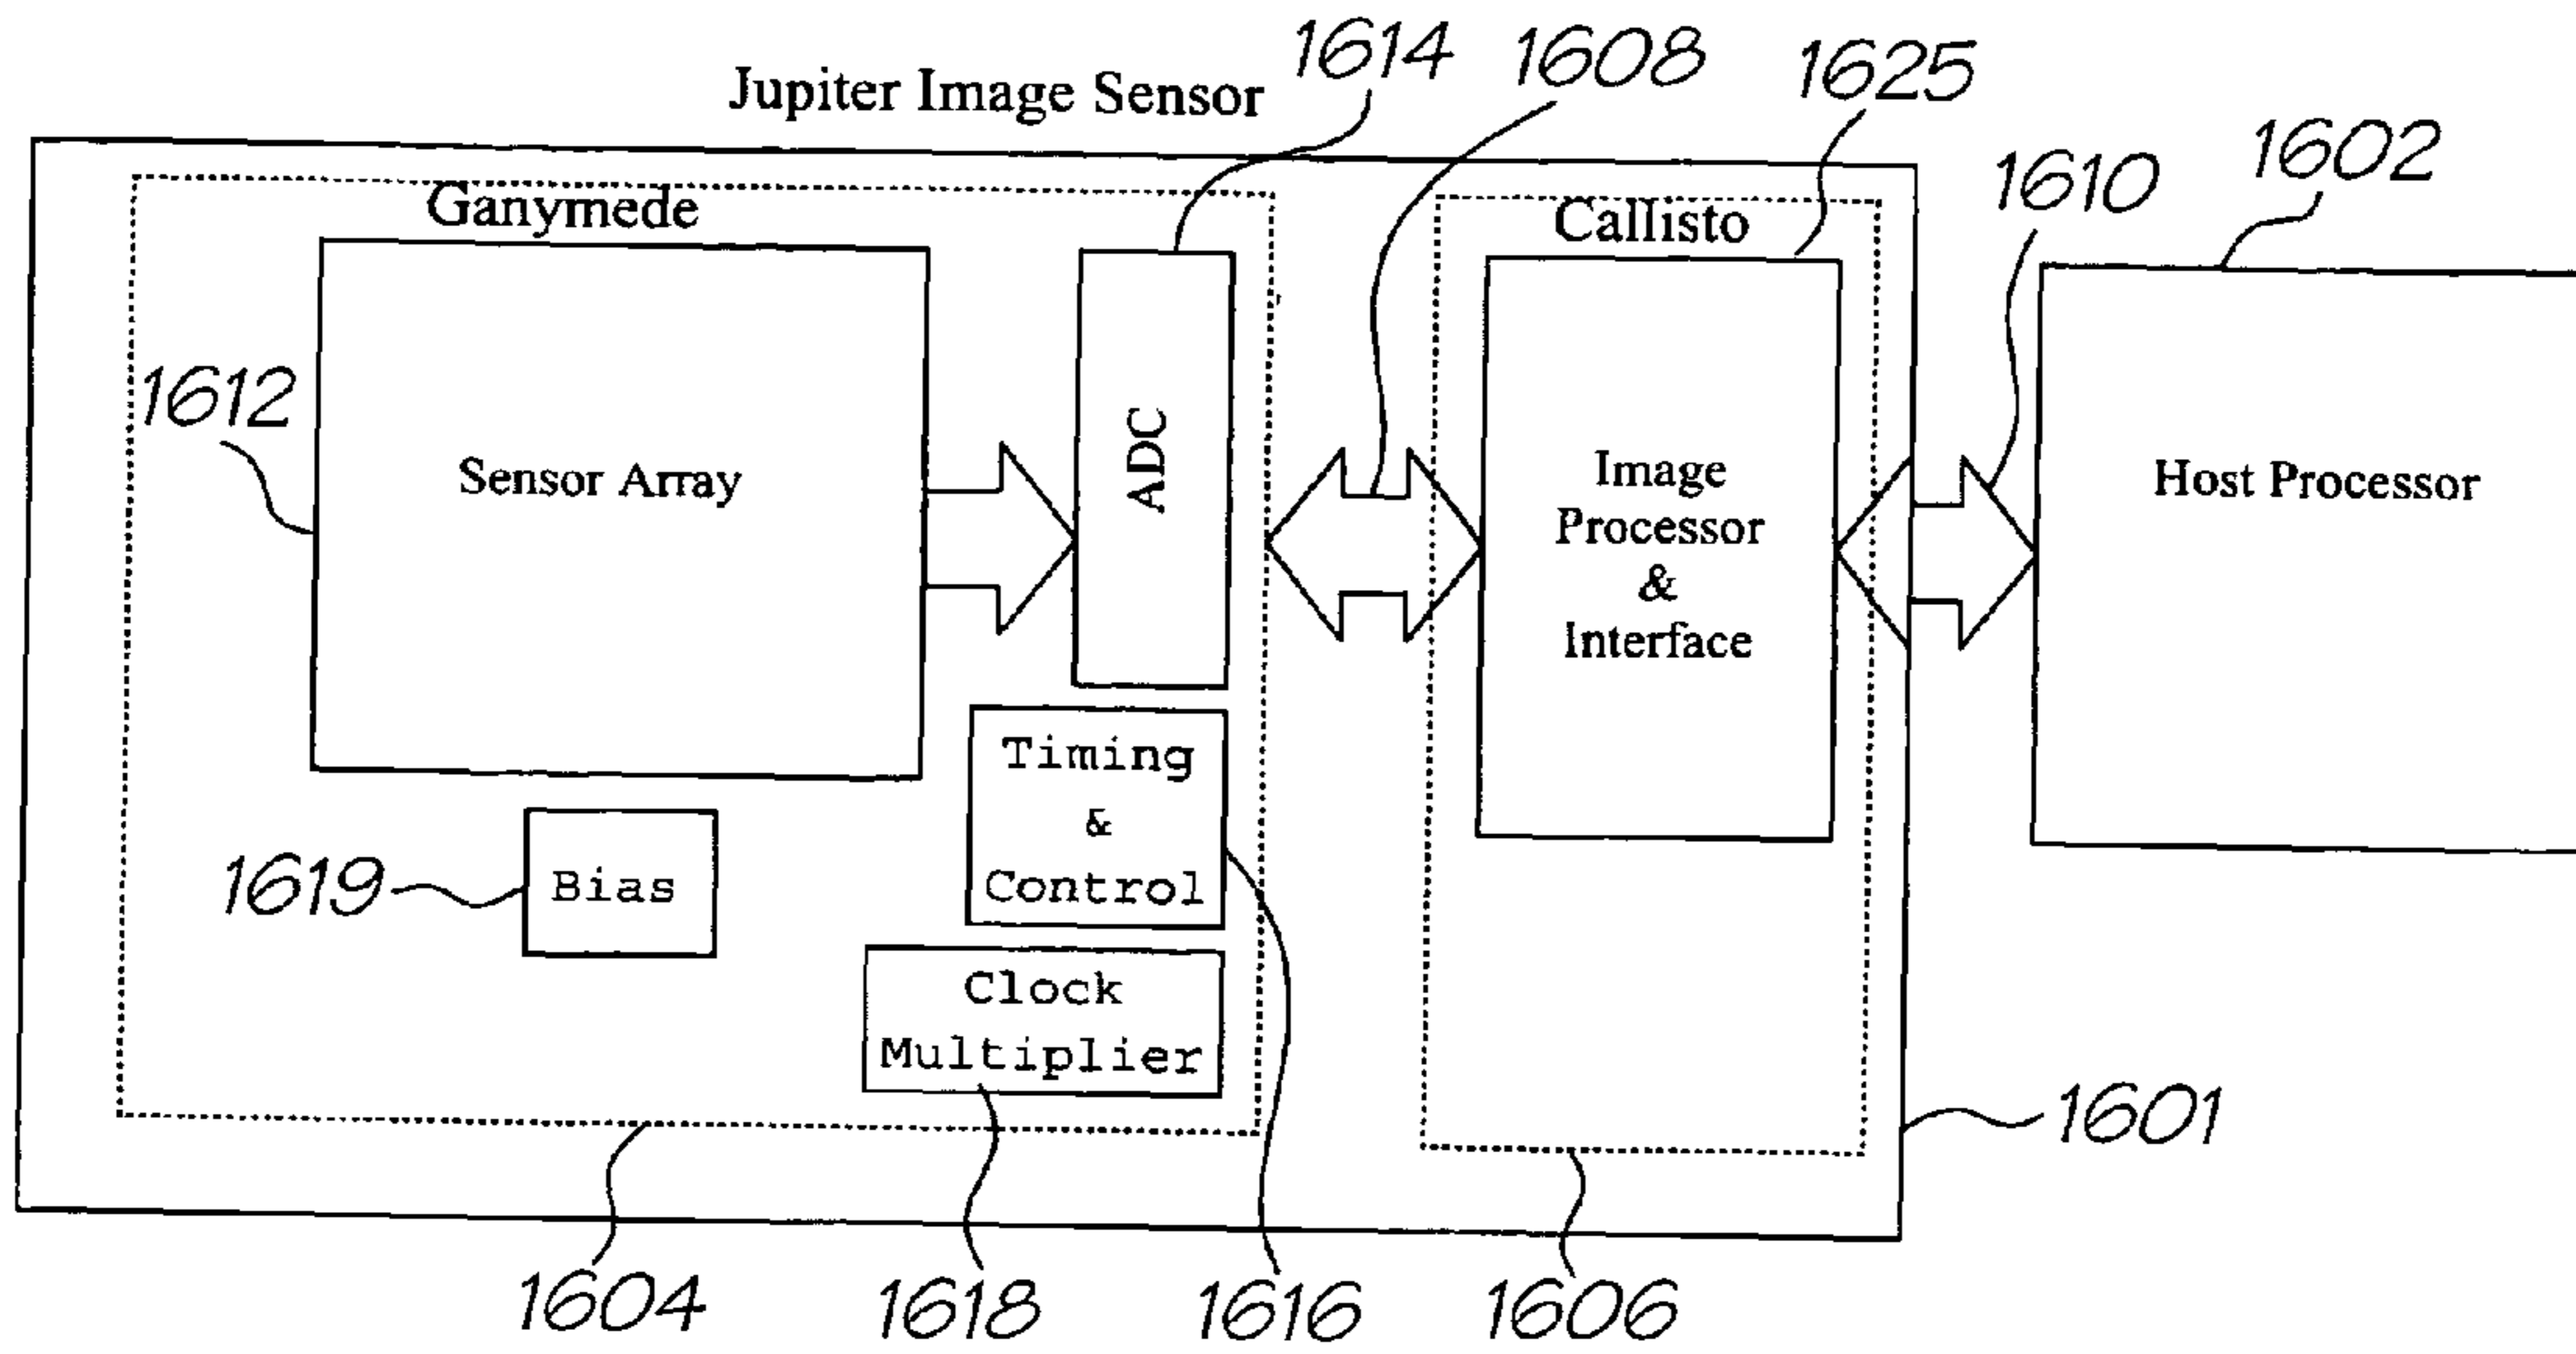 Jupiter Image Sensor
1614
1608
1625
1610
1602
Ganymede
Callisto
1612
Sensor Array
ADC
Image
Processor
&
Interface
Host Processor
Timing
&
Control
1619
Bias
Clock
Multiplier
1601
1604
1618
1616
1606